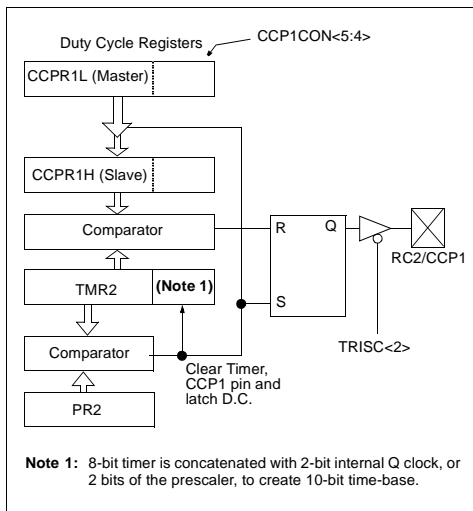 Duty Cycle Registers
CCP1CON<5:4>
CCPR1L (Master)
CCPR1H (Slave)
Comparator
R
Q
RC2/CCP1
TMR2
(Note 1)
S
TRISC<2>
Comparator
Clear Timer,
CCP1 pin and
latch D.C.
PR2
Note 1: 8-bit timer is concatenated with 2-bit internal Q clock, or
2 bits of the prescaler, to create 10-bit time-base.